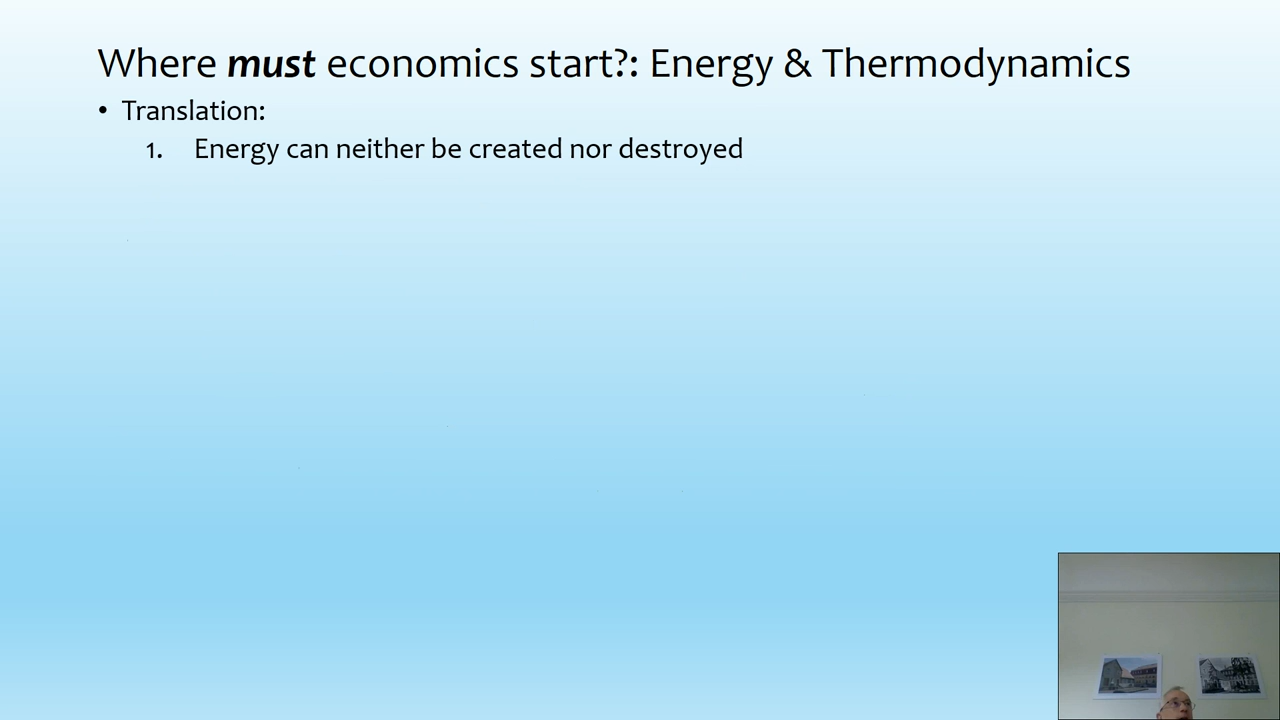 Where must economics start?: Energy & Thermodynamics
• Translation:
1. Energy can neither be created nor destroyed